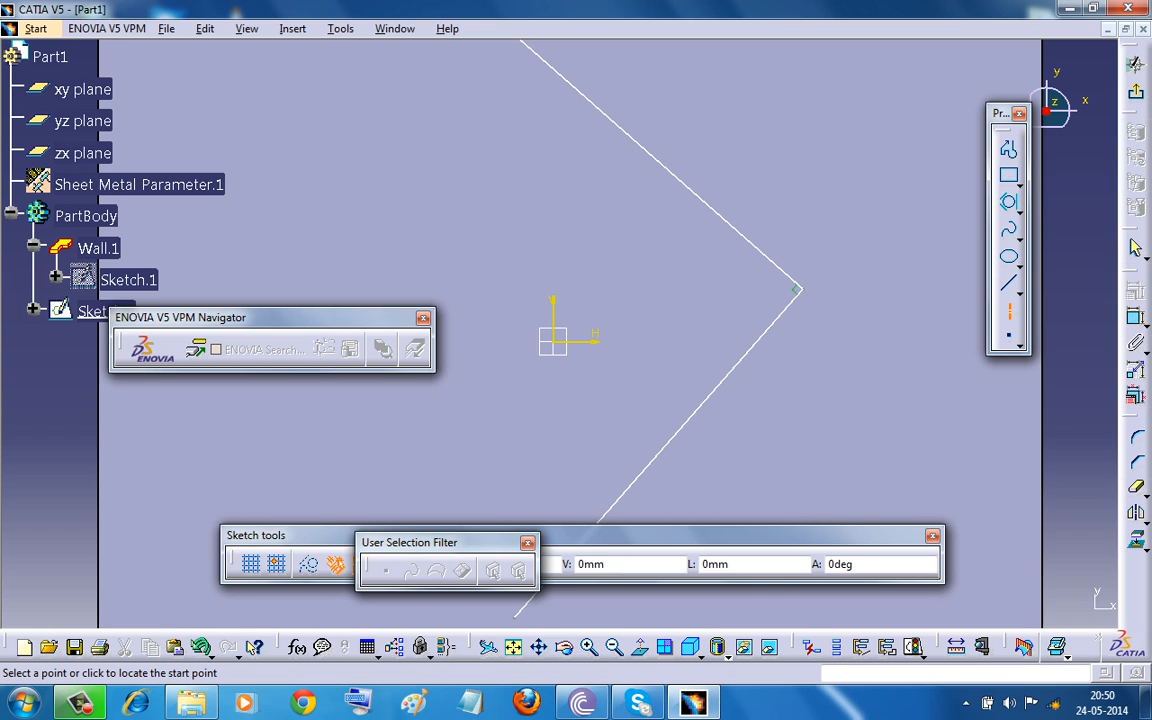 CATIA V5 - [Part1]
Start ENOVIA V5 VPM File Edit View Insert Tools Window Help
Part1
xy plane
yz plane
zx plane
Sheet Metal Parameter.1
PartBody
Wall.1
Sketch.1
ENOVIA V5 VPM Navigator
ENOVIA
ENOVIA Search...
Pr...
y
x
z
H
Sketch tools
User Selection Filter
V: 0mm L: 0mm A: 0deg
y
x
f(x)
CATIA
Select a point or click to locate the start point
20:50
24-05-2014